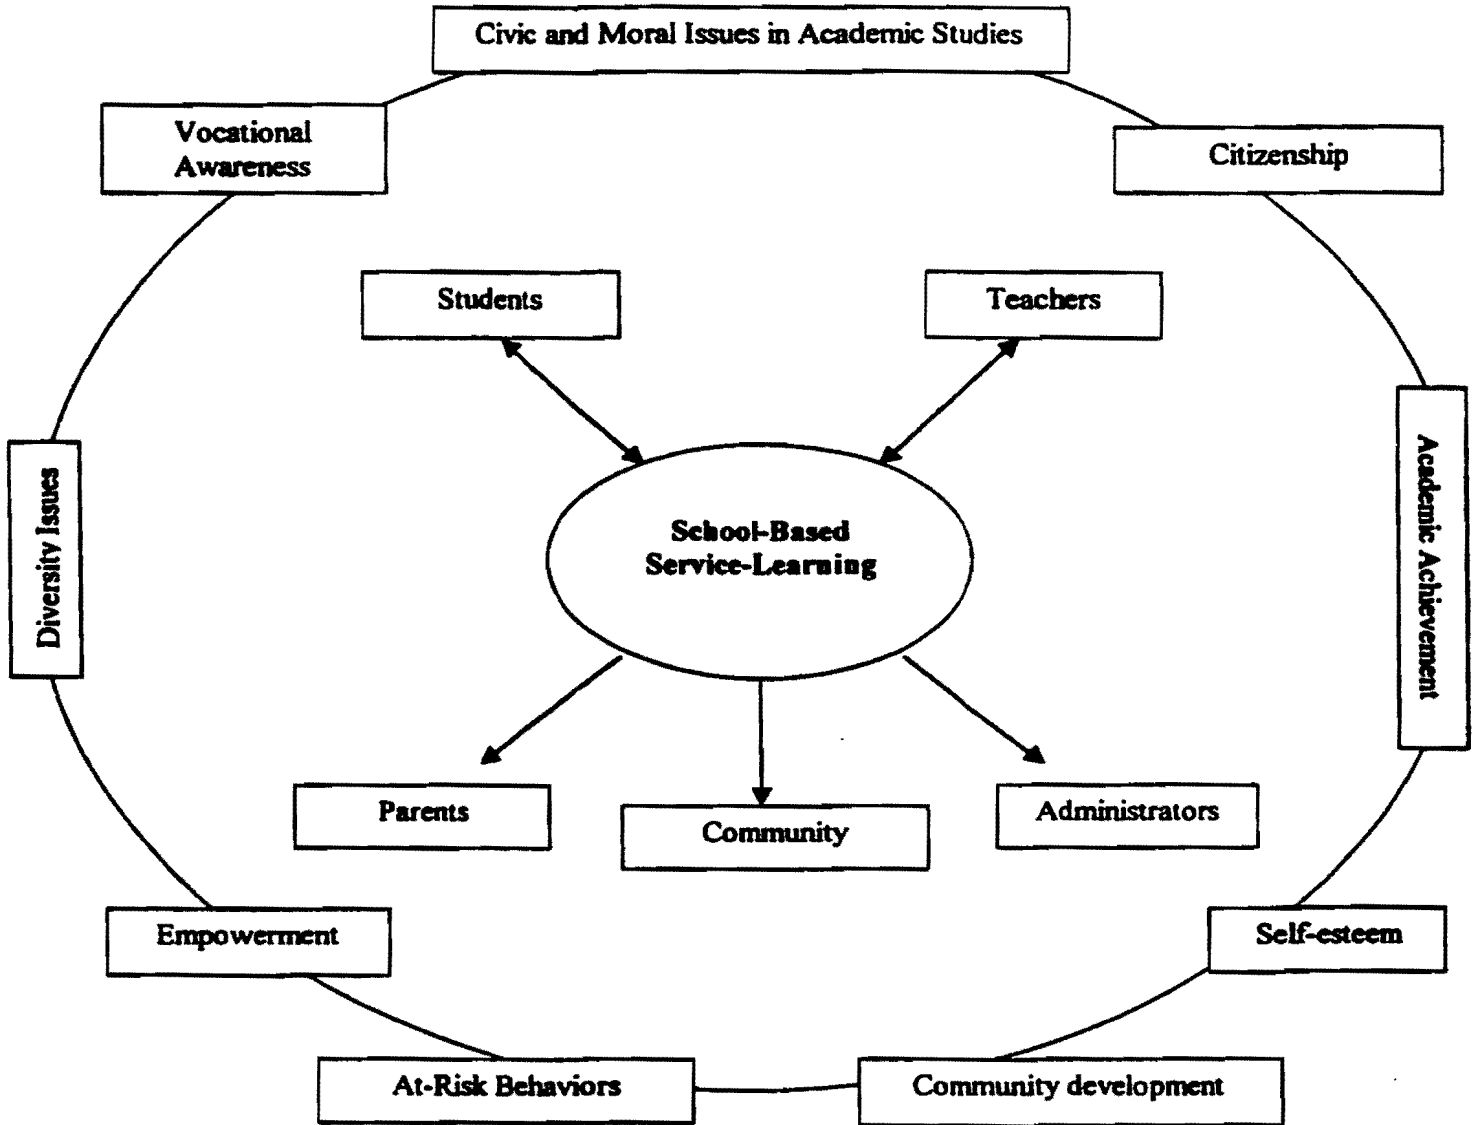 Civic and Moral Issues in Academic Studies
Vocational
Awareness
Citizenship
Students
Teachers
Diversity Issues
School-Based
Service-Learning
Academic Achievement
Parents
Community
Administrators
Empowerment
Self-esteem
At-Risk Behaviors
Community development